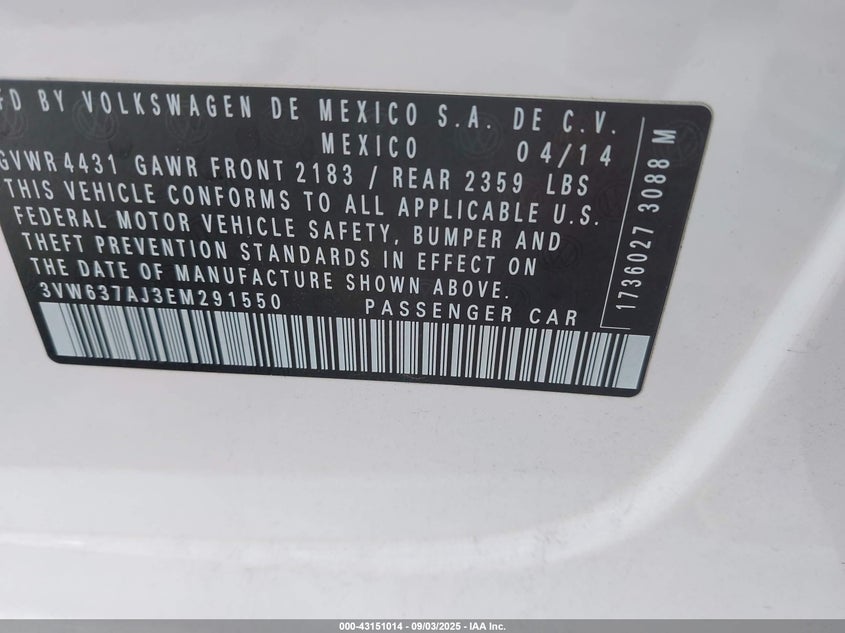 FD BY VOLKSWAGEN DE MEXICO S.A. DE C.V.
MEXICO 04/14
GVWR 4431 GAWR FRONT 2183 / REAR 2359 LBS
THIS VEHICLE CONFORMS TO ALL APPLICABLE U.S.
FEDERAL MOTOR VEHICLE SAFETY, BUMPER AND
THEFT PREVENTION STANDARDS IN EFFECT ON
THE DATE OF MANUFACTURE SHOWN ABOVE.
3VW637AJ3EM291550 PASSENGER CAR
1736027 3088 M
000-43151014 - 09/03/2025 - IAA Inc.